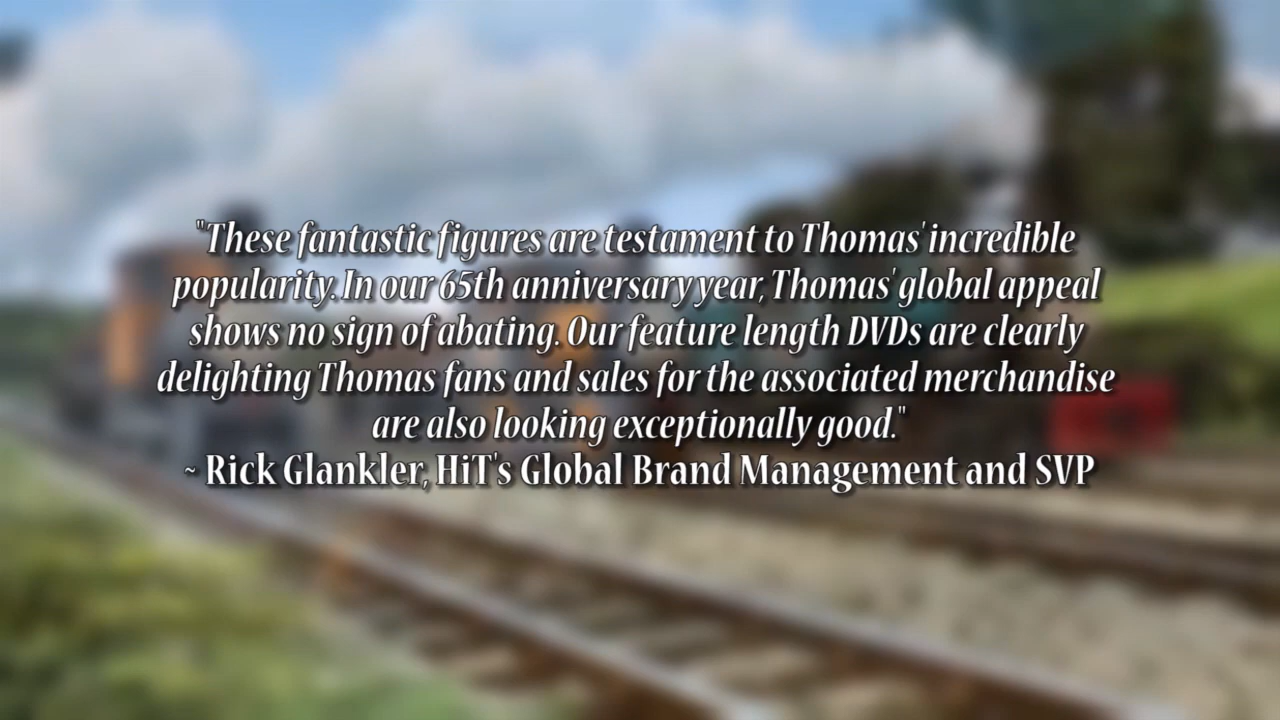 "These fantastic figures are testament to Thomas' incredible
popularity. In our 65th anniversary year, Thomas' global appeal
shows no sign of abating. Our feature length DVDs are clearly
delighting Thomas fans and sales for the associated merchandise
are also looking exceptionally good."
~ Rick Glankler, HiT's Global Brand Management and SVP